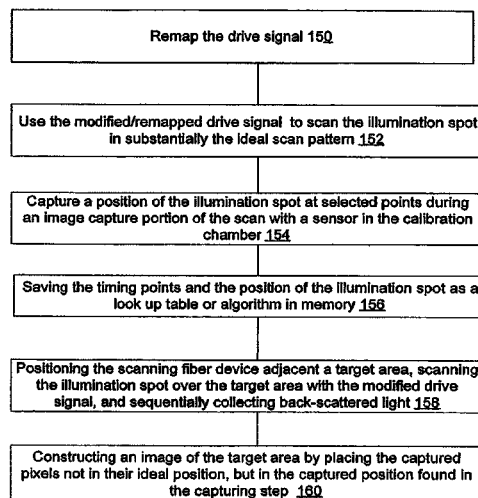 Remap the drive signal 150
Use the modified/remapped drive signal to scan the illumination spot
in substantially the ideal scan pattern 152
Capture a position of the illumination spot at selected points during
an image capture portion of the scan with a sensor in the calibration
chamber 154
Saving the timing points and the position of the illumination spot as a
look up table or algorithm in memory 156
Positioning the scanning fiber device adjacent a target area, scanning
the illumination spot over the target area with the modified drive
signal, and sequentially collecting back-scattered light 158
Constructing an image of the target area by placing the captured
pixels not in their ideal position, but in the captured position found
in the capturing step 160